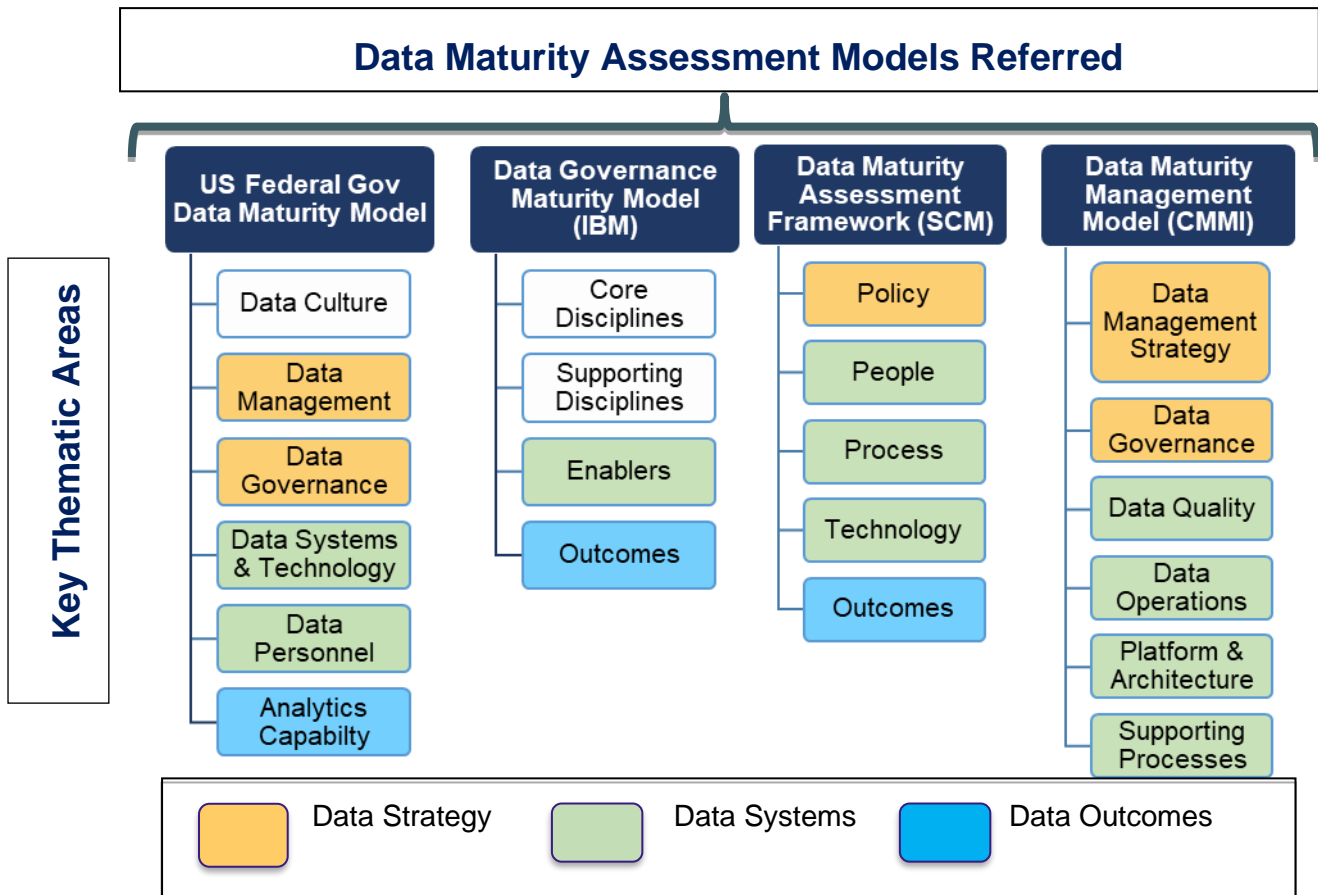 Data Maturity Assessment Models Referred
Key Thematic Areas
US Federal Gov
Data Maturity Model
Data Culture
Data
Management
Data
Governance
Data Systems
& Technology
Data
Personnel
Analytics
Capabilty
Data Governance
Maturity Model
(IBM)
Core
Disciplines
Supporting
Disciplines
Enablers
Outcomes
Data Maturity
Assessment
Framework (SCM)
Policy
People
Process
Technology
Outcomes
Data Maturity
Management
Model (CMMI)
Data
Management
Strategy
Data
Governance
Data Quality
Data
Operations
Platform &
Architecture
Supporting
Processes
Data Strategy
Data Systems
Data Outcomes